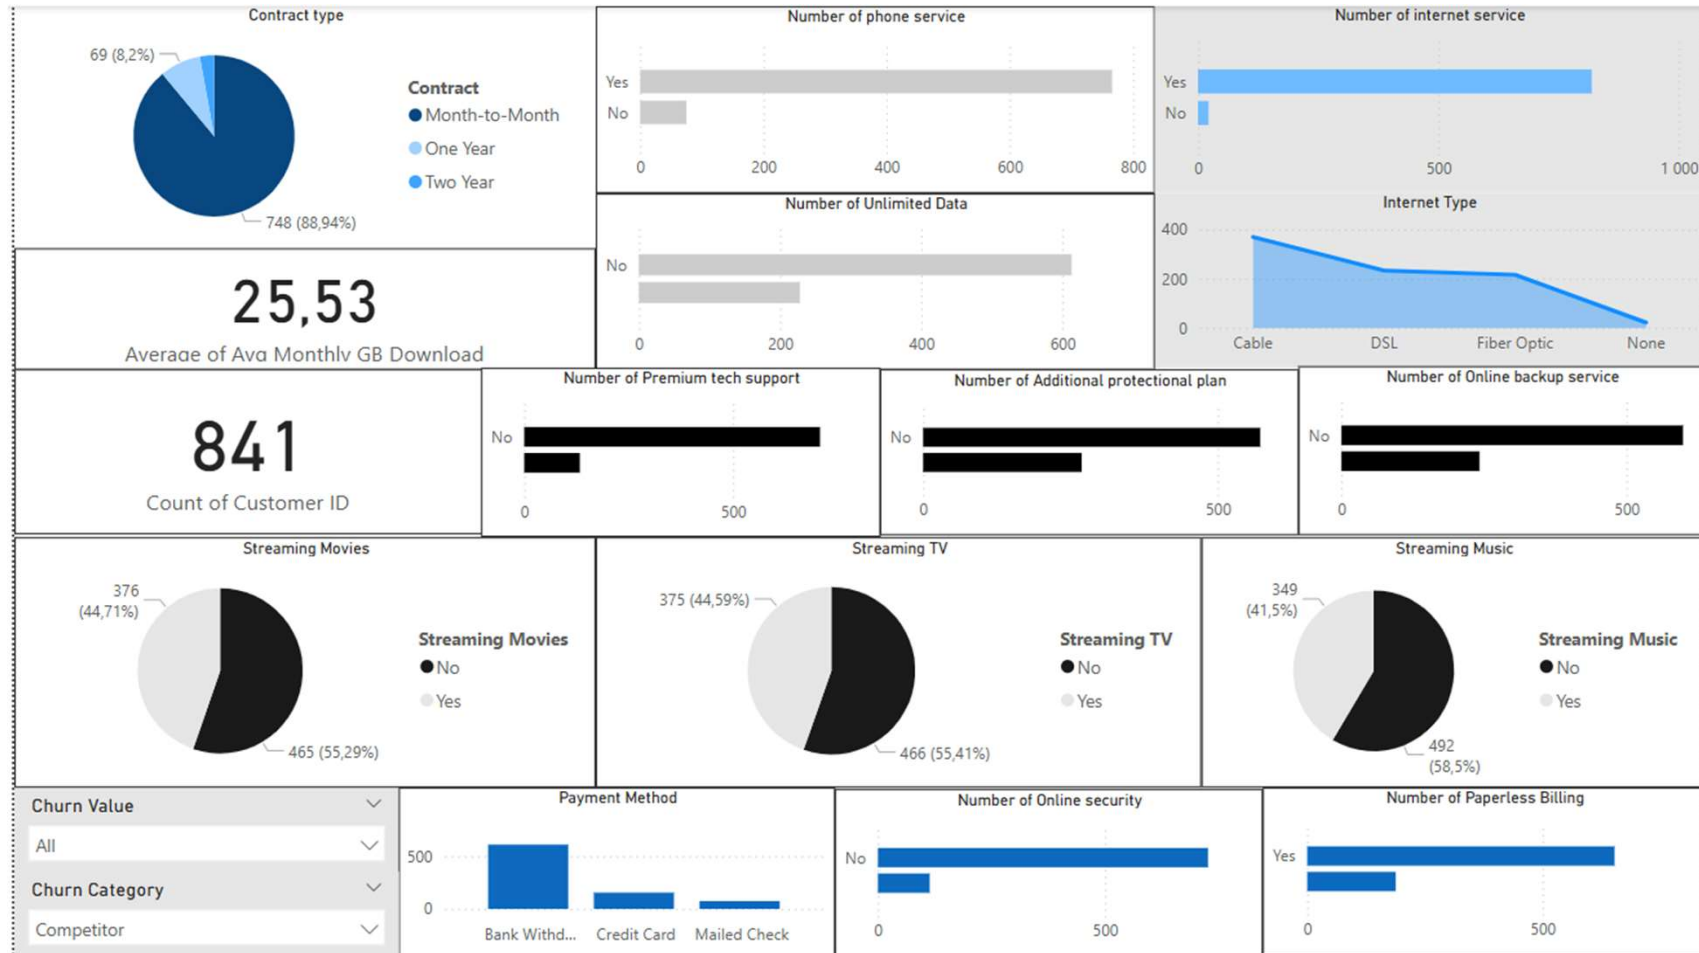 Contract type
69 (8,2%)
748 (88,94%)
Contract
Month-to-Month
One Year
Two Year
Number of phone service
Yes
No
0 200 400 600 800
Number of internet service
Yes
No
0 500 1 000
Number of Unlimited Data
No
0 200 400 600
Internet Type
400
200
0
Cable DSL Fiber Optic None
25,53
Average of Avg Monthly GB Download
841
Count of Customer ID
Number of Premium tech support
No
0 500
Number of Additional protectional plan
No
0 500
Number of Online backup service
No
0 500
Streaming Movies
376
(44,71%)
465 (55,29%)
Streaming Movies
No
Yes
Streaming TV
375 (44,59%)
466 (55,41%)
Streaming TV
No
Yes
Streaming Music
349
(41,5%)
492
(58,5%)
Streaming Music
No
Yes
Churn Value
All
Churn Category
Competitor
Payment Method
500
0
Bank Withd... Credit Card Mailed Check
Number of Online security
No
0 500
Number of Paperless Billing
Yes
0 500